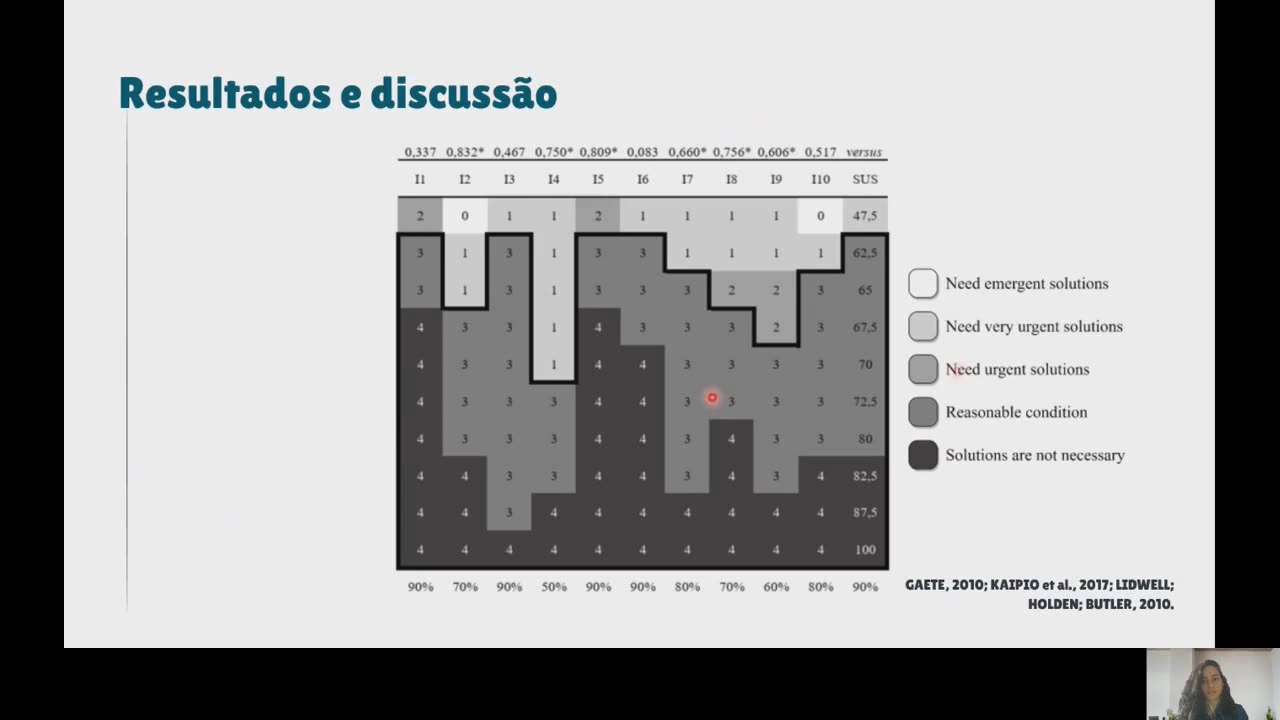 Resultados e discussão
0,337 0,832* 0,467 0,750* 0,809* 0,083 0,660* 0,756* 0,606* 0,517 versus
I1 I2 I3 I4 I5 I6 I7 I8 I9 I10 SUS
2 0 1 1 2 1 1 1 1 0 47,5
3 1 3 1 3 3 1 1 1 1 62,5
3 1 3 1 3 3 3 2 2 3 65
4 3 3 1 4 3 3 3 2 3 67,5
4 3 3 1 4 4 3 3 3 3 70
4 3 3 3 4 4 3 3 3 3 72,5
4 3 3 3 4 4 3 4 3 3 80
4 4 3 3 4 4 3 4 3 4 82,5
4 4 3 4 4 4 4 4 4 4 87,5
4 4 4 4 4 4 4 4 4 4 100
90% 70% 90% 50% 90% 90% 80% 70% 60% 80% 90%
Need emergent solutions
Need very urgent solutions
Need urgent solutions
Reasonable condition
Solutions are not necessary
GAETE, 2010; KAIPIO et al., 2017; LIDWELL;
HOLDEN; BUTLER, 2010.